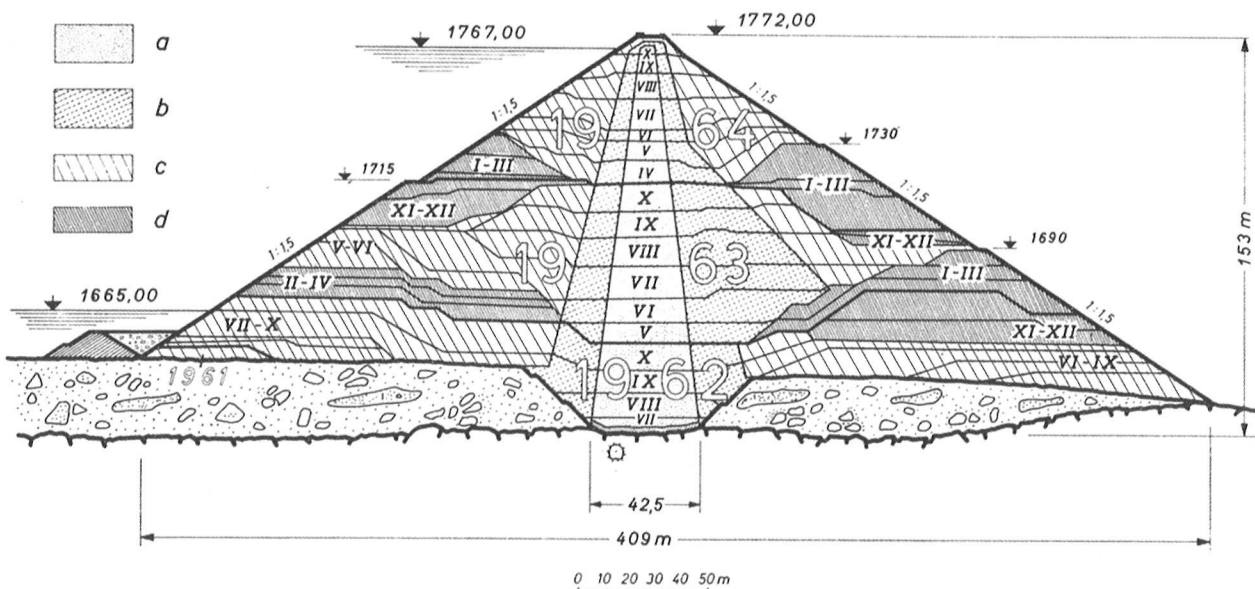 a
b
c
d
1767,00
1772,00
1:1,5
1:1,5
X
IX
VIII
VII
VI
V
IV
19 64
1730
1715
I-III
I-III
1:1,5
XI-XII
X
IX
VIII
VII
VI
V
19 63
XI-XII
1690
I-III
1:1,5
V-VI
II-IV
XI-XII
1:1,5
1665,00
VII-X
VI-IX
1961
X
IX
VIII
VII
19 62
153 m
42,5
409 m
0 10 20 30 40 50 m